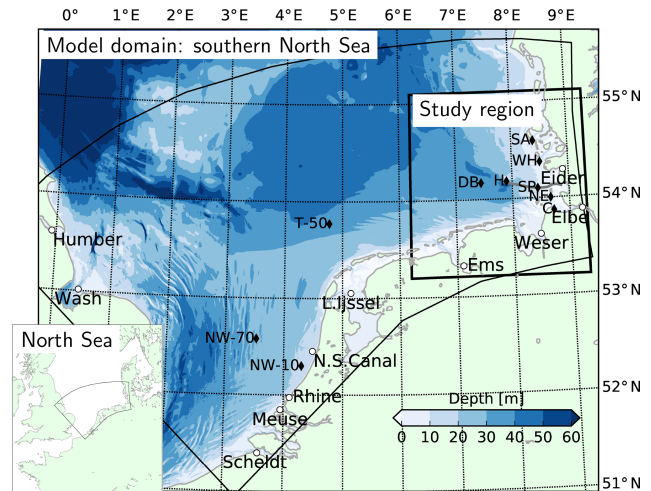 0° 1°E 2°E 3°E 4°E 5°E 6°E 7°E 8°E 9°E
Model domain: southern North Sea
55°N
Study region
SA
WH
Eider
DB
H
SP
54°N
NE
C
Elbe
T-50
Humber
Weser
Ems
53°N
Wash
L.Ijssel
North Sea
NW-70
NW-10
N.S.Canal
52°N
Rhine
Depth [m]
Meuse
0 10 20 30 40 50 60
Scheldt
51°N